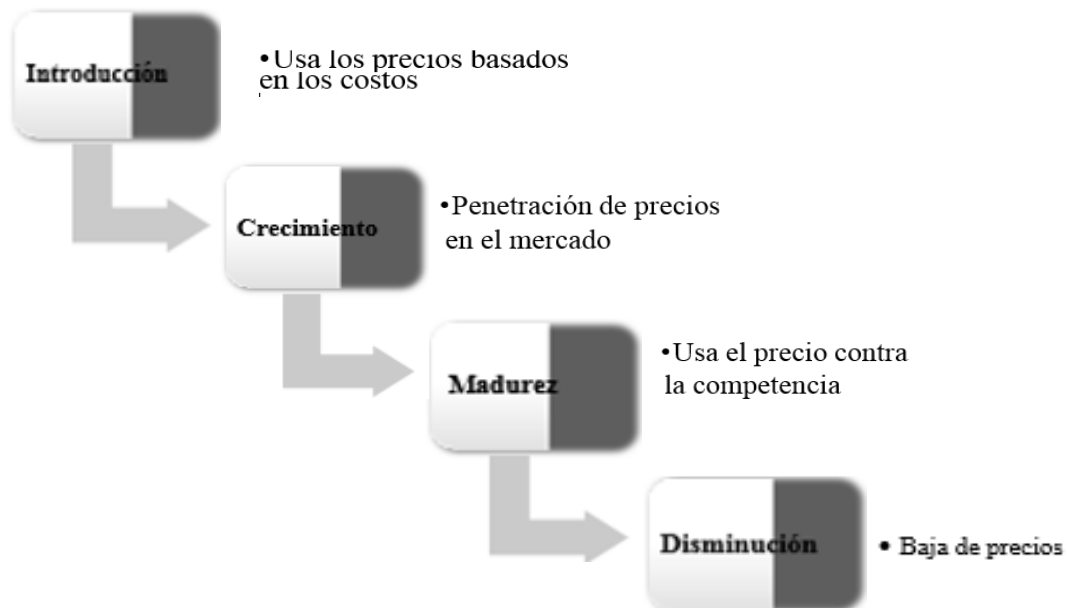 Introducción
•Usa los precios basados
en los costos
Crecimiento
•Penetración de precios
en el mercado
Madurez
•Usa el precio contra
la competencia
Disminución
• Baja de precios